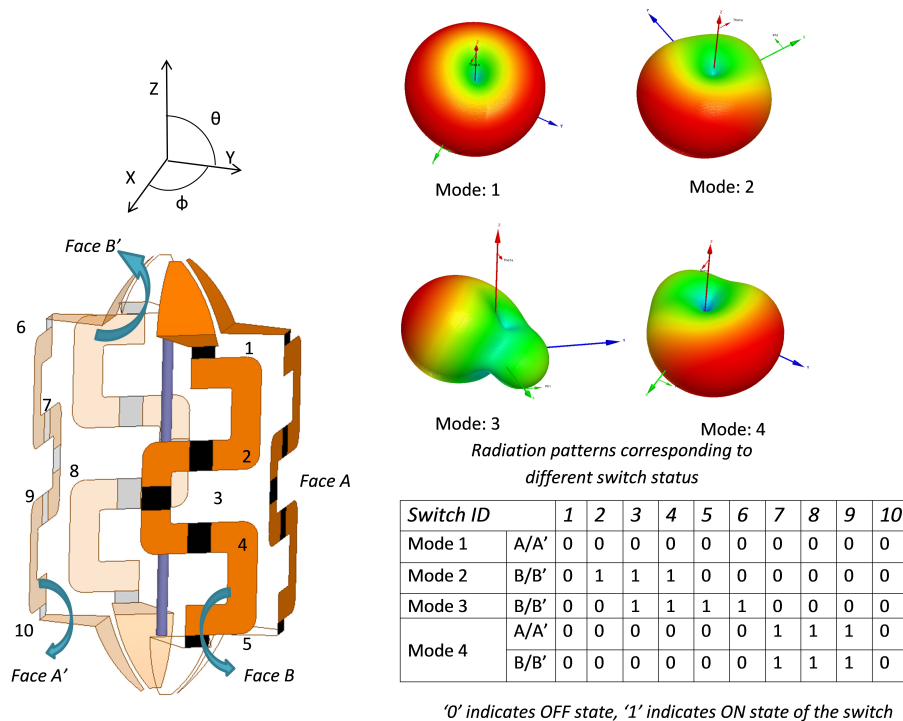 Z
θ
Y
X
ϕ
Face B’
6
7
8
9
10
1
2
3
4
5
Face A
Face A’
Face B
Mode: 1
Mode: 2
Mode: 3
Mode: 4
Radiation patterns corresponding to
different switch status
Switch ID 1 2 3 4 5 6 7 8 9 10
Mode 1 A/A’ 0 0 0 0 0 0 0 0 0 0
Mode 2 B/B’ 0 1 1 1 0 0 0 0 0 0
Mode 3 B/B’ 0 0 1 1 1 1 0 0 0 0
Mode 4 A/A’ 0 0 0 0 0 0 1 1 1 0
B/B’ 0 0 0 0 0 0 1 1 1 0
‘0’ indicates OFF state, ‘1’ indicates ON state of the switch